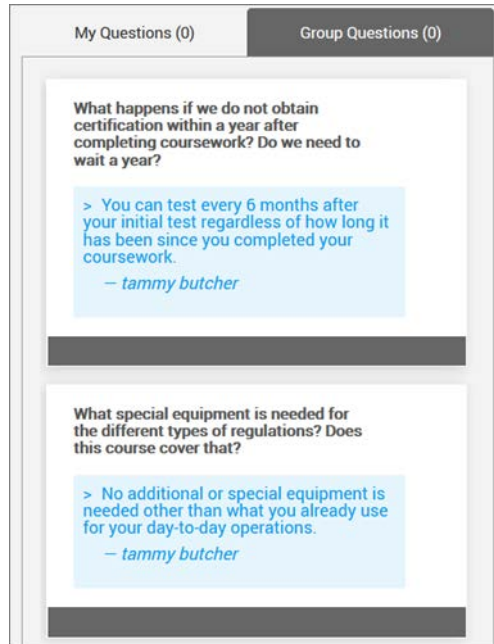 My Questions (0)
Group Questions (0)
What happens if we do not obtain
certification within a year after
completing coursework? Do we need to
wait a year?
> You can test every 6 months after
your initial test regardless of how long it
has been since you completed your
coursework.
— tammy butcher
What special equipment is needed for
the different types of regulations? Does
this course cover that?
> No additional or special equipment is
needed other than what you already use
for your day-to-day operations.
— tammy butcher